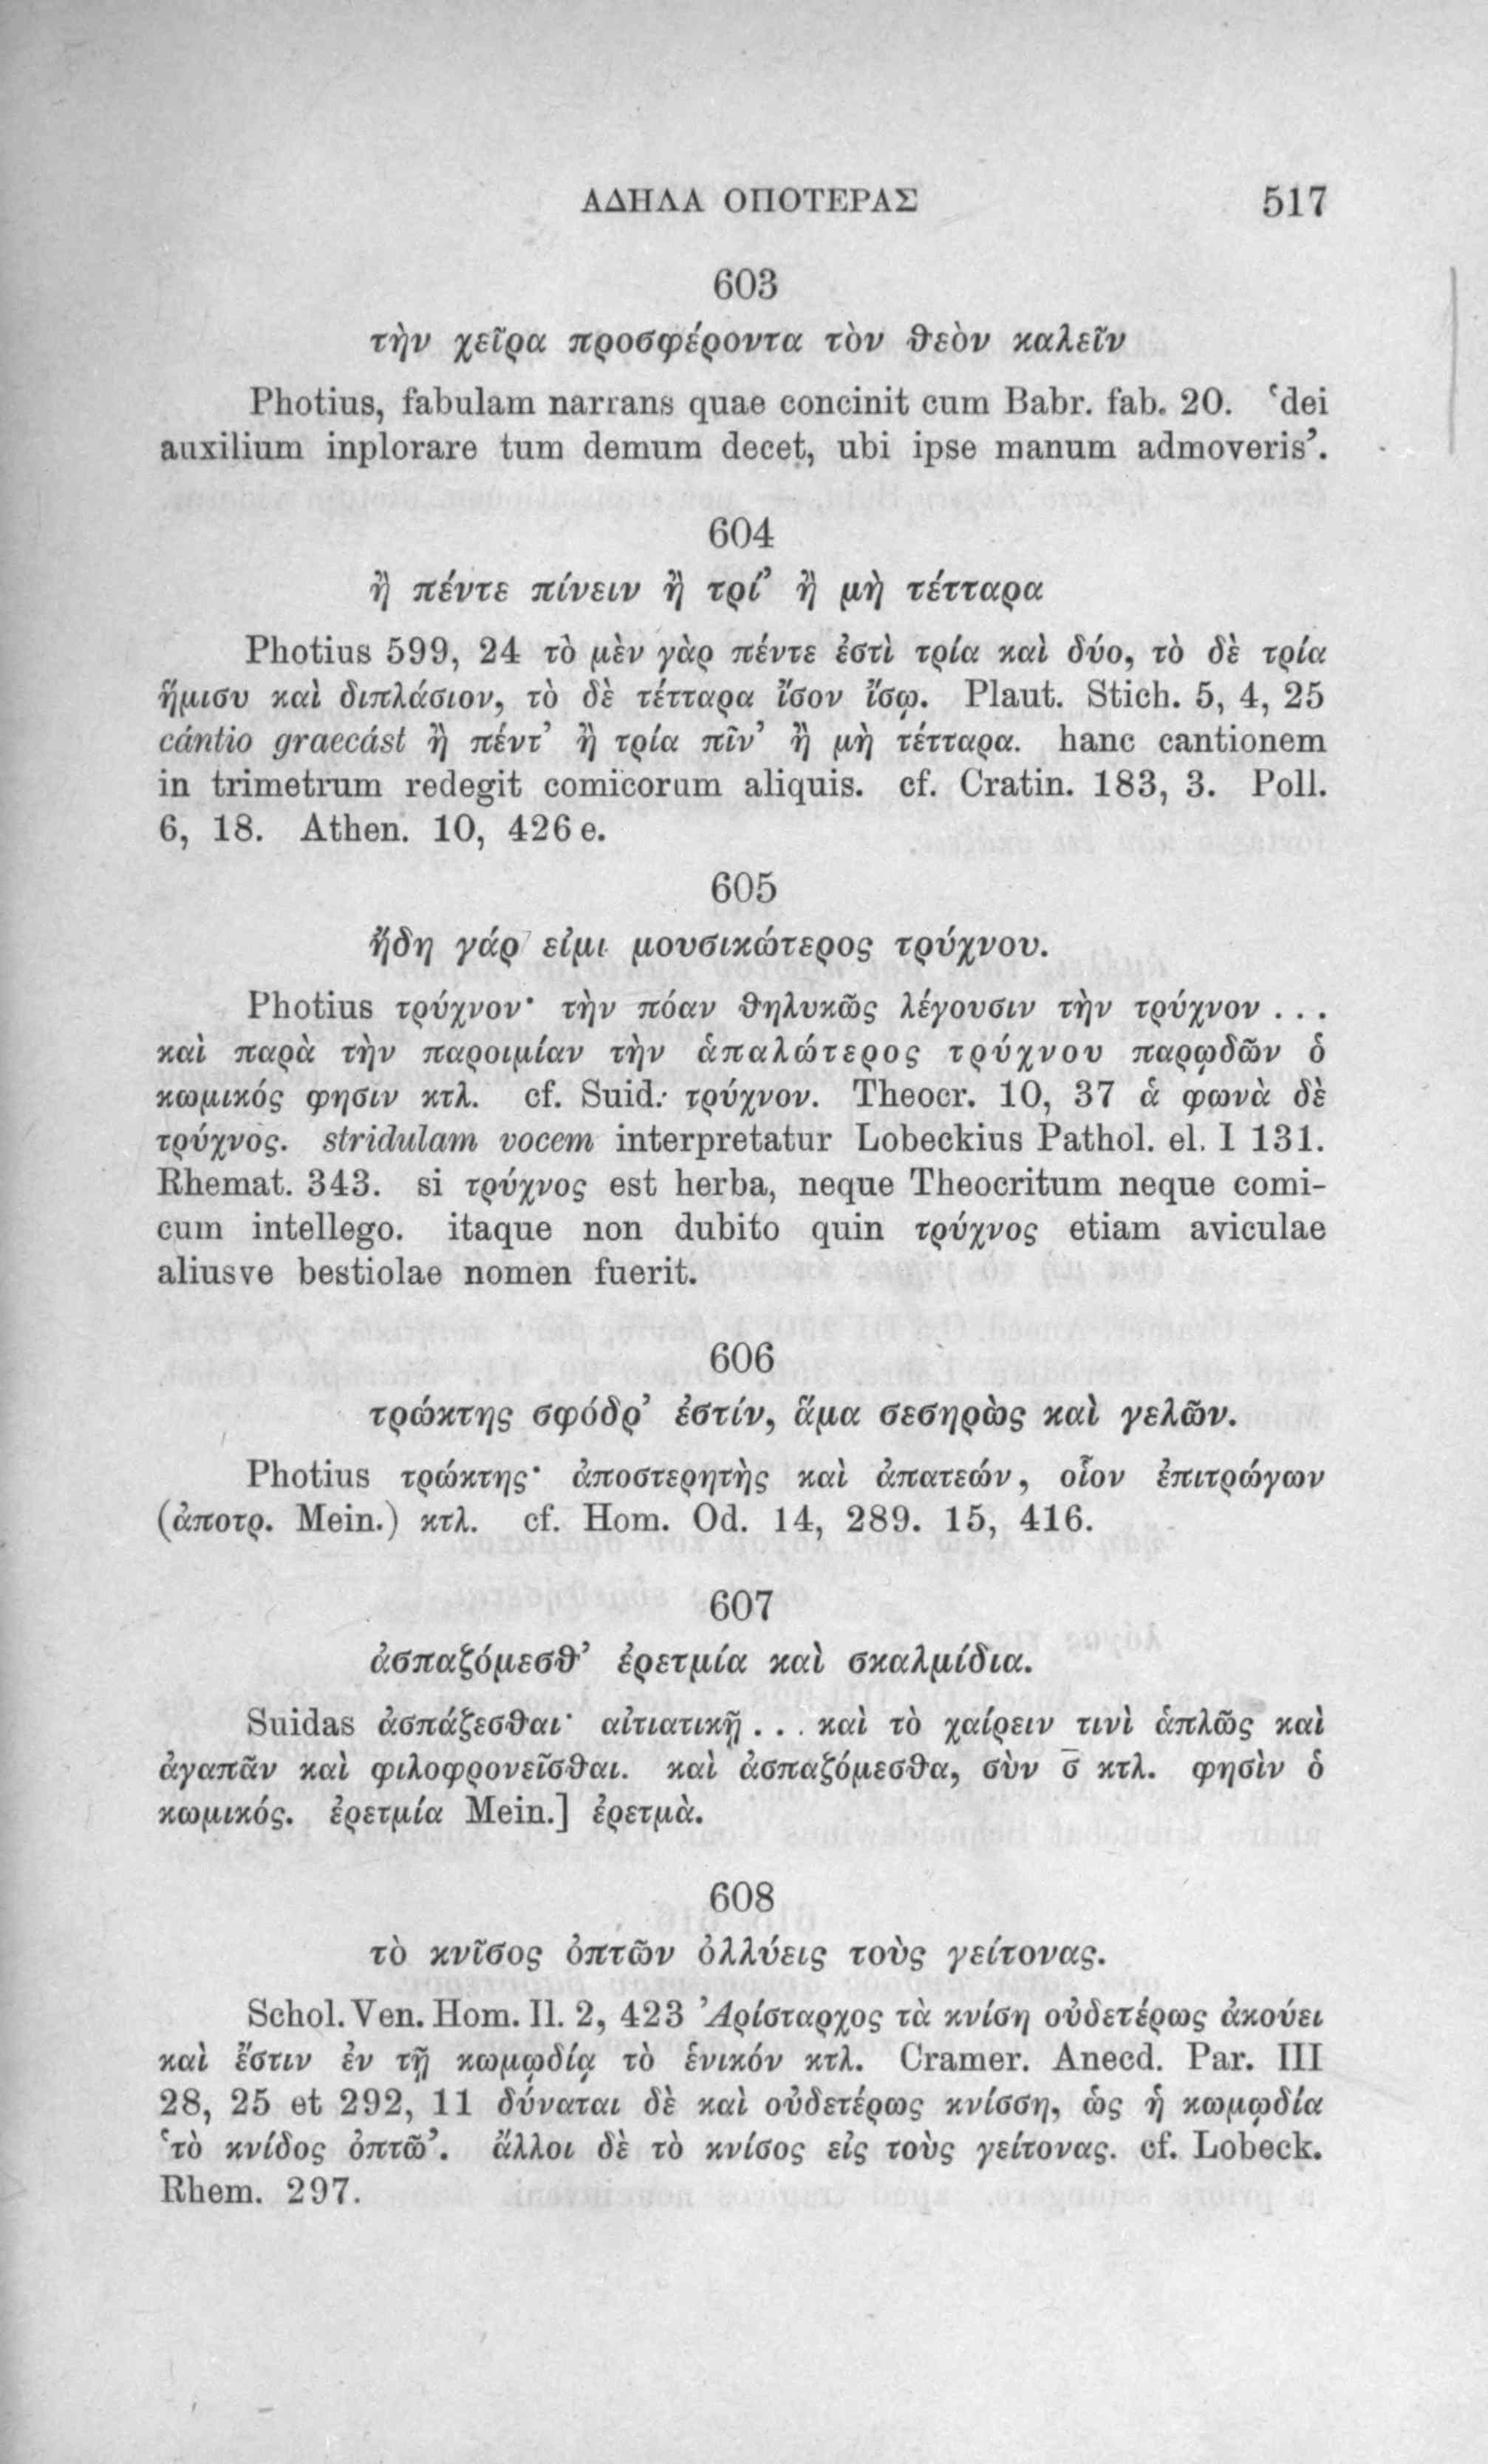 ΑΔΗΛΑ ΟΠΟΤΕΡΑΣ 517
603
τὴν χεῖρα προσφέροντα τὸν θεὸν καλεῖν
Photius, fabulam narrans quae concinit cum Babr. fab. 20. ‘dei
auxilium inplorare tum demum decet, ubi ipse manum admoveris’.
604
ἢ πέντε πίνειν ἢ τρί’ ἢ μὴ τέτταρα
Photius 599, 24 τὸ μὲν γὰρ πέντε ἐστὶ τρία καὶ δύο, τὸ δὲ τρία
ἥμισυ καὶ διπλάσιον, τὸ δὲ τέτταρα ἴσον ἴσῳ. Plaut. Stich. 5, 4, 25
cántio graecást ἢ πέντ’ ἢ τρία πῖν’ ἢ μὴ τέτταρα. hanc cantionem
in trimetrum redegit comicorum aliquis. cf. Cratin. 183, 3. Poll.
6, 18. Athen. 10, 426 e.
605
ἤδη γάρ εἰμι μουσικώτερος τρύχνου.
Photius τρύχνον· τὴν πόαν θηλυκῶς λέγουσιν τὴν τρύχνον ...
καὶ παρὰ τὴν παροιμίαν τὴν ἁπαλώτερος τρύχνου παρῳδῶν ὁ
κωμικός φησιν κτλ. cf. Suid.: τρύχνον. Theocr. 10, 37 ἁ φωνὰ δὲ
τρύχνος. stridulam vocem interpretatur Lobeckius Pathol. el. I 131.
Rhemat. 343. si τρύχνος est herba, neque Theocritum neque comi-
cum intellego. itaque non dubito quin τρύχνος etiam aviculae
aliusve bestiolae nomen fuerit.
606
τρώκτης σφόδρ’ ἐστίν, ἅμα σεσηρὼς καὶ γελῶν.
Photius τρώκτης· ἀποστερητὴς καὶ ἀπατεών, οἷον ἐπιτρώγων
(ἀποτρ. Mein.) κτλ. cf. Hom. Od. 14, 289. 15, 416.
607
ἀσπαζόμεσθ’ ἐρετμία καὶ σκαλμίδια.
Suidas ἀσπάζεσθαι· αἰτιατικῇ ... καὶ τὸ χαίρειν τινὶ ἁπλῶς καὶ
ἀγαπᾶν καὶ φιλοφρονεῖσθαι. καὶ ἀσπαζόμεσθα, σὺν σ̄ κτλ. φησὶν ὁ
κωμικός. ἐρετμία Mein.] ἐρετμὰ.
608
τὸ κνῖσος ὀπτῶν ὀλλύεις τοὺς γείτονας.
Schol. Ven. Hom. Il. 2, 423 Ἀρίσταρχος τὰ κνίση οὐδετέρως ἀκούει
καὶ ἔστιν ἐν τῇ κωμῳδίᾳ τὸ ἑνικόν κτλ. Cramer. Anecd. Par. III
28, 25 et 292, 11 δύναται δὲ καὶ οὐδετέρως κνίσση, ὡς ἡ κωμῳδία
‘τὸ κνίδος ὀπτῶ’. ἄλλοι δὲ τὸ κνίσος εἰς τοὺς γείτονας. cf. Lobeck.
Rhem. 297.